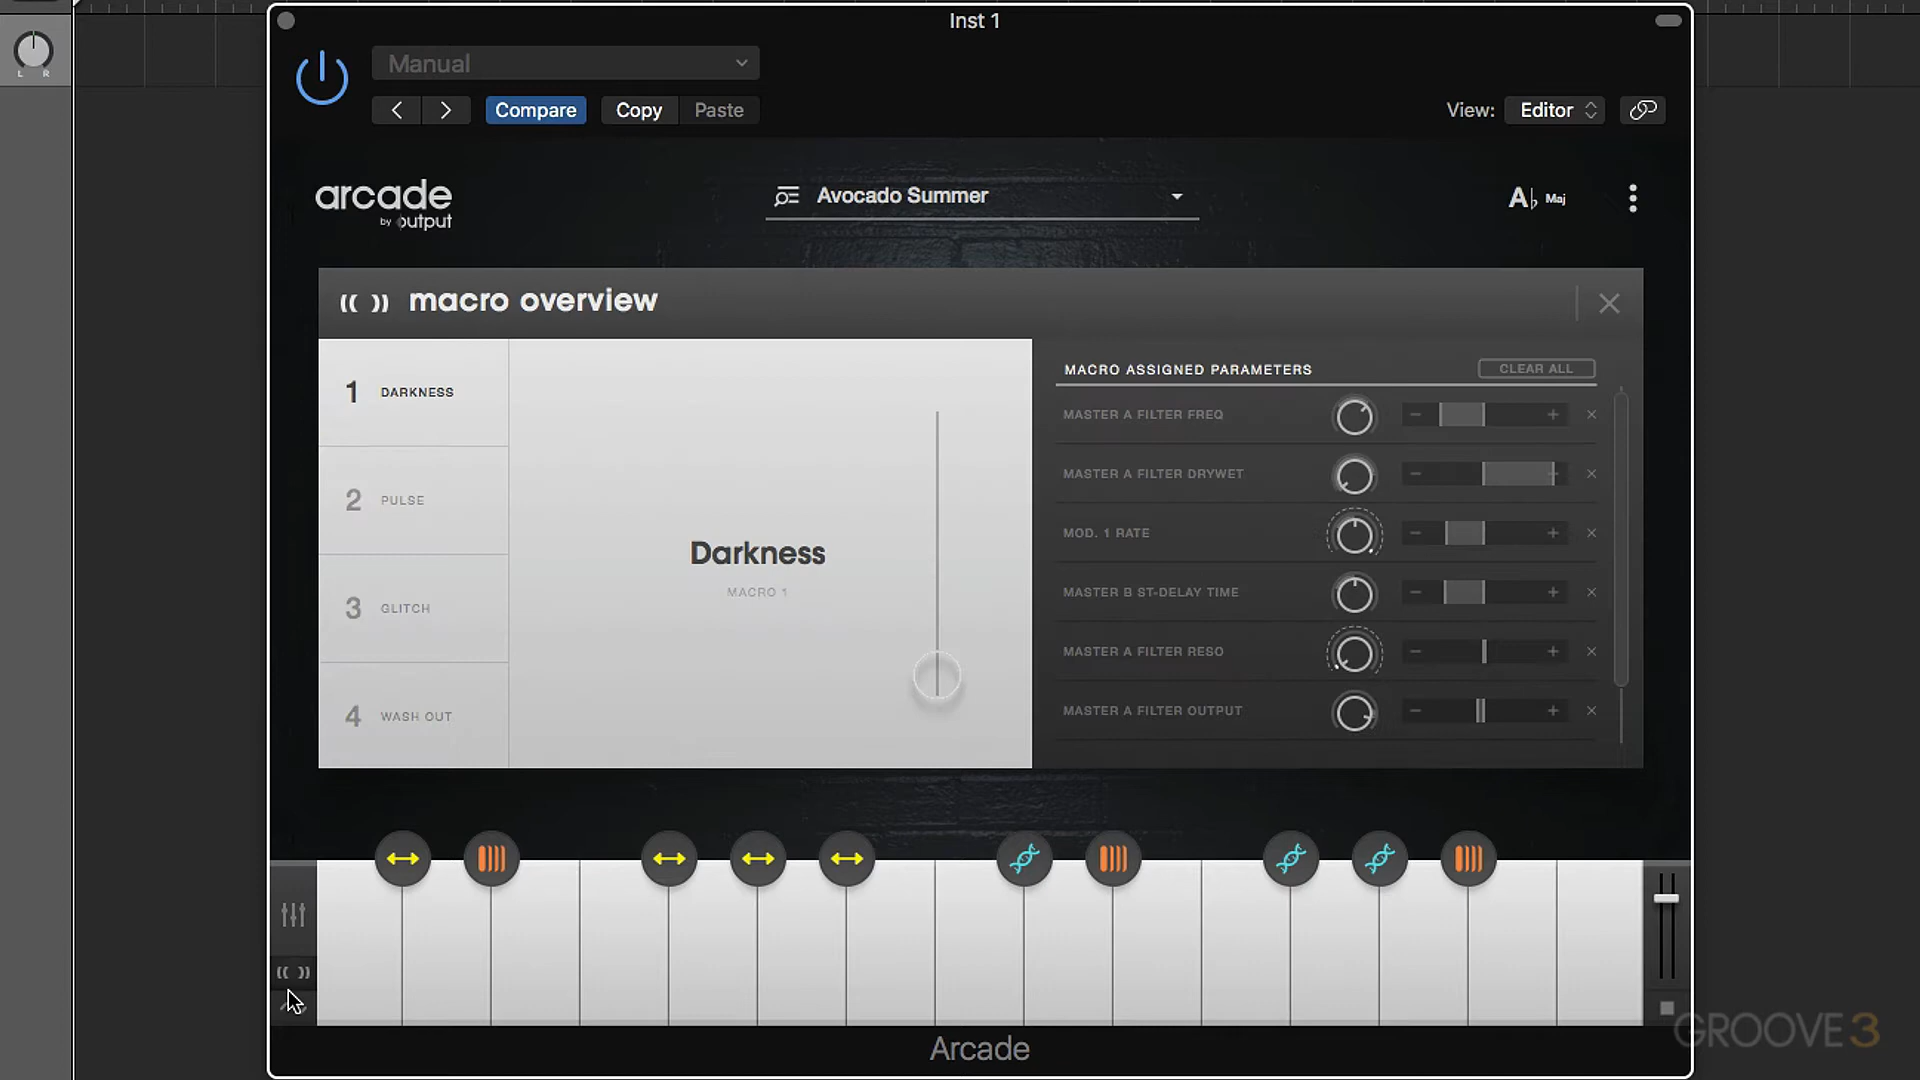 Inst 1
L R
Manual
Compare
Copy
Paste
View:
Editor
arcade
by output
Avocado Summer
A♭ Maj
macro overview
1 DARKNESS
2 PULSE
3 GLITCH
4 WASH OUT
Darkness
MACRO 1
MACRO ASSIGNED PARAMETERS
CLEAR ALL
MASTER A FILTER FREQ
MASTER A FILTER DRYWET
MOD. 1 RATE
MASTER B ST-DELAY TIME
MASTER A FILTER RESO
MASTER A FILTER OUTPUT
Arcade
GROOVE 3